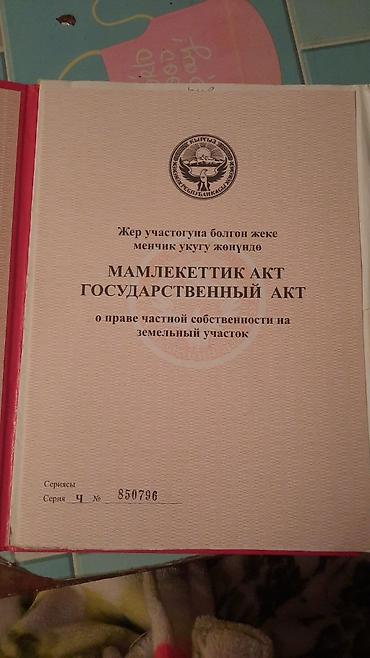 КЫРГЫЗ
Жер участогуна болгон жеке
менчик укугу жөнүндө
МАМЛЕКЕТТИК АКТ
ГОСУДАРСТВЕННЫЙ АКТ
о праве частной собственности на
земельный участок
Сериясы
Серия Ч № 850796